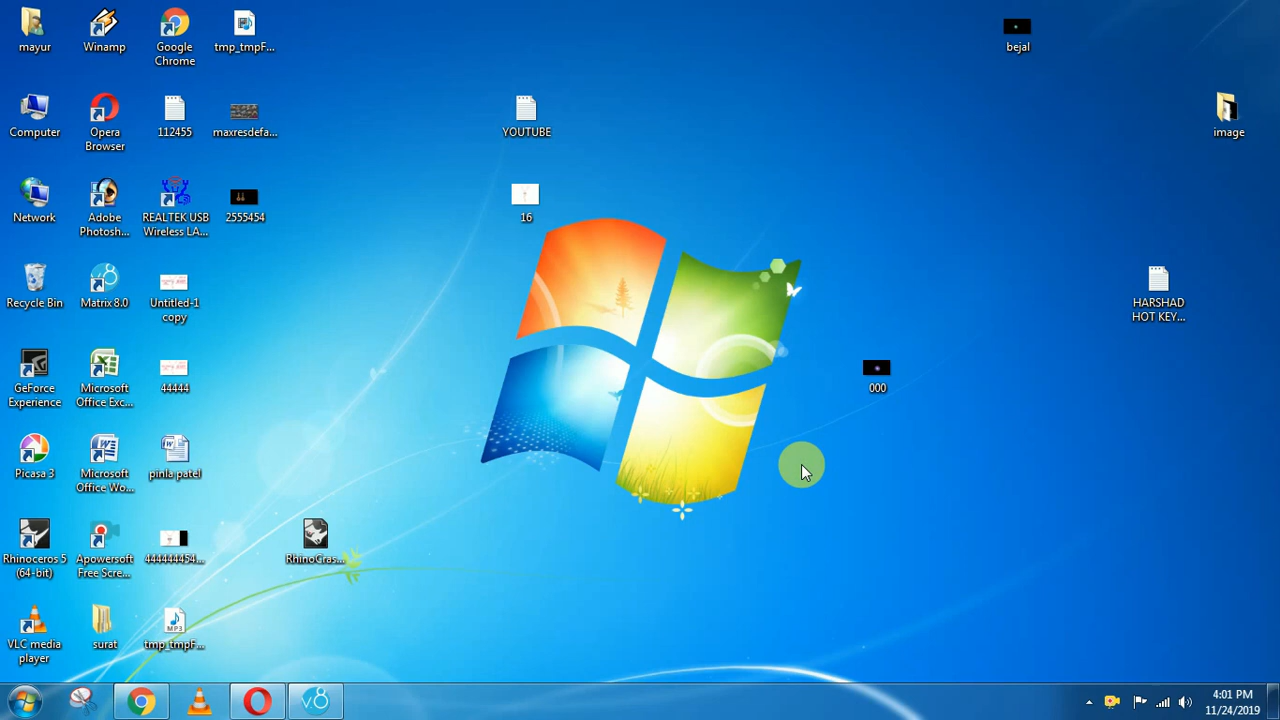 mayur
Winamp
Google
Chrome
tmp_tmpF...
bejal
Computer
Opera
Browser
112455
maxresdefa...
YOUTUBE
image
Network
Adobe
Photosh...
REALTEK USB
Wireless LA...
2555454
16
Recycle Bin
Matrix 8.0
Untitled-1
copy
HARSHAD
HOT KEY...
GeForce
Experience
Microsoft
Office Exc...
44444
000
Picasa 3
Microsoft
Office Wo...
pinla patel
Rhinoceros 5
(64-bit)
Apowersoft
Free Scre...
444444454...
RhinoCras...
VLC media
player
surat
MP3
tmp_tmpF...
4:01 PM
11/24/2019